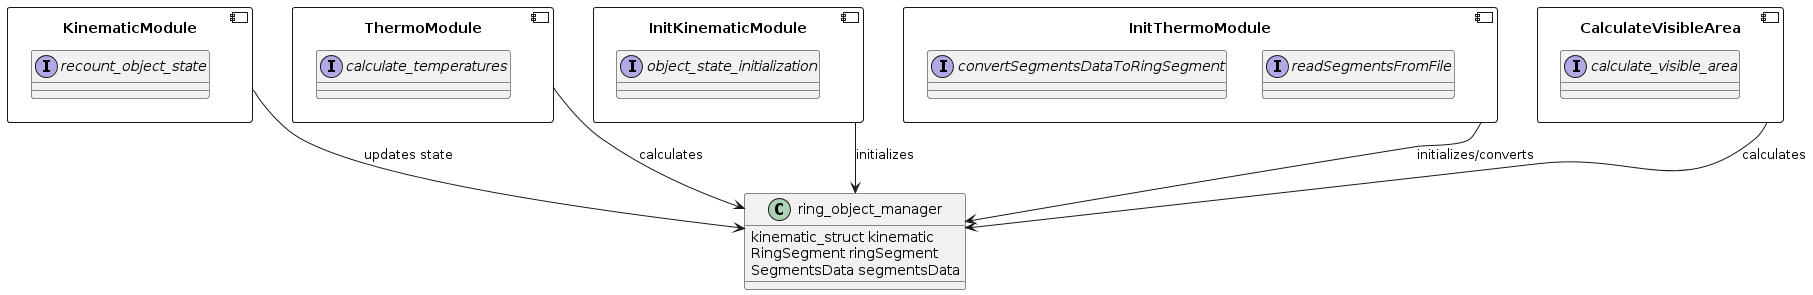 KinematicModule
I recount_object_state
ThermoModule
I calculate_temperatures
InitKinematicModule
I object_state_initialization
InitThermoModule
I convertSegmentsDataToRingSegment
I readSegmentsFromFile
CalculateVisibleArea
I calculate_visible_area
updates state
calculates
initializes
initializes/converts
calculates
C ring_object_manager
kinematic_struct kinematic
RingSegment ringSegment
SegmentsData segmentsData